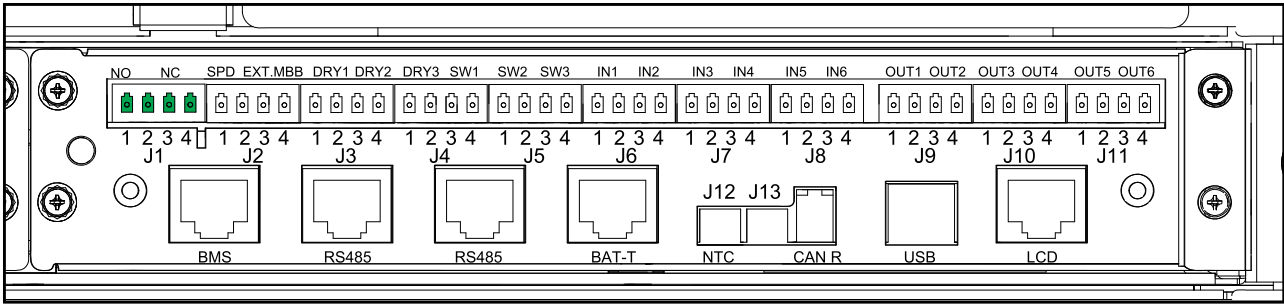 NO NC SPD EXT.MBB DRY1 DRY2 DRY3 SW1 SW2 SW3 IN1 IN2 IN3 IN4 IN5 IN6 OUT1 OUT2 OUT3 OUT4 OUT5 OUT6
1 2 3 4 1 2 3 4 1 2 3 4 1 2 3 4 1 2 3 4 1 2 3 4 1 2 3 4 1 2 3 4 1 2 3 4 1 2 3 4 1 2 3 4
J1 J2 J3 J4 J5 J6 J7 J8 J9 J10 J11
J12 J13
BMS RS485 RS485 BAT-T NTC CAN R USB LCD